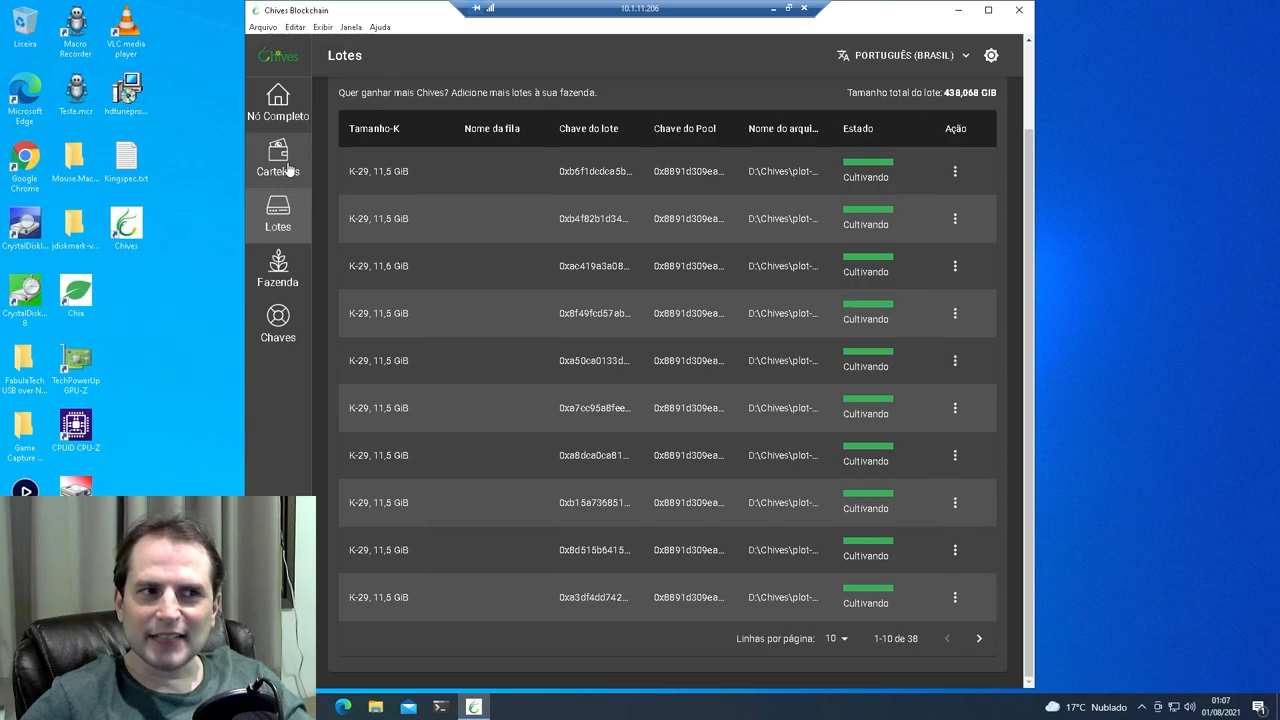 Lixeira
Macro
Recorder
VLC media
player
Microsoft
Edge
Teste.mcr
hdtunepro...
Google
Chrome
Mouse.Mac...
Kingspec.txt
CrystalDiskI...
jdiskmark-v...
Chives
CrystalDisk...
8
Chia
FabulaTech
USB over N...
TechPowerUp
GPU-Z
Game
Capture ...
CPUID CPU-Z
Chives Blockchain
10.1.11.206
Arquivo Editar Exibir Janela Ajuda
Chives
Lotes
PORTUGUÊS (BRASIL)
Nó Completo
Carteiras
Lotes
Fazenda
Chaves
Quer ganhar mais Chives? Adicione mais lotes à sua fazenda.
Tamanho total do lote: 438,068 GIB
Tamanho-K Nome da fila Chave do lote Chave do Pool Nome do arqui... Estado Ação
K-29, 11,5 GiB 0xb6f1dcdca5b... 0x8891d309ea... D:\Chives\plot-... Cultivando
K-29, 11,5 GiB 0xb4f82b1d34... 0x8891d309ea... D:\Chives\plot-... Cultivando
K-29, 11,6 GiB 0xac419a3a08... 0x8891d309ea... D:\Chives\plot-... Cultivando
K-29, 11,5 GiB 0x8f49fcd57ab... 0x8891d309ea... D:\Chives\plot-... Cultivando
K-29, 11,5 GiB 0xa50ca0133d... 0x8891d309ea... D:\Chives\plot-... Cultivando
K-29, 11,5 GiB 0xa7cc95a8fee... 0x8891d309ea... D:\Chives\plot-... Cultivando
K-29, 11,5 GiB 0xa8dca0ca81... 0x8891d309ea... D:\Chives\plot-... Cultivando
K-29, 11,5 GiB 0xb15a736851... 0x8891d309ea... D:\Chives\plot-... Cultivando
K-29, 11,5 GiB 0x8d515b6415... 0x8891d309ea... D:\Chives\plot-... Cultivando
K-29, 11,5 GiB 0xa3df4dd742... 0x8891d309ea... D:\Chives\plot-... Cultivando
Linhas por página: 10 1-10 de 38
17°C Nublado
01:07
01/08/2021